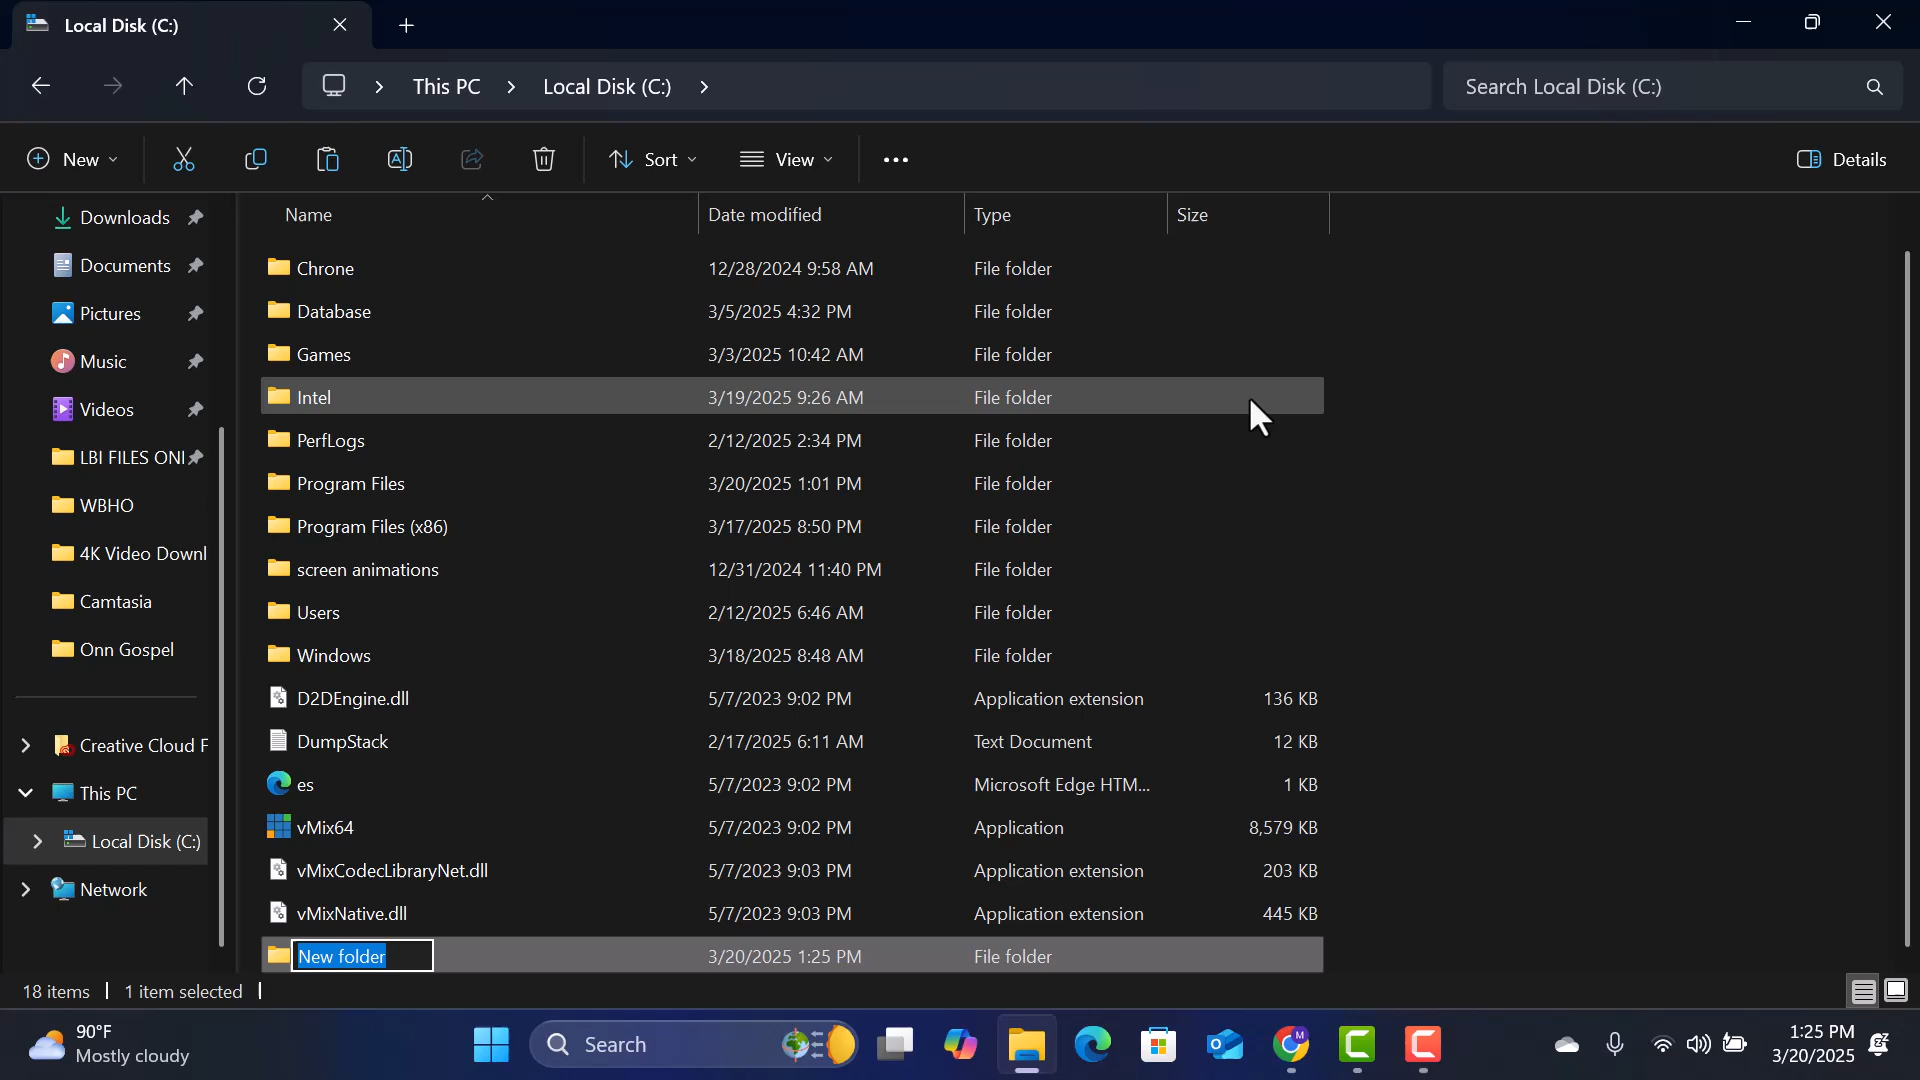 Local Disk (C:)
This PC > Local Disk (C:) >
Search Local Disk (C:)
New
Sort
View
Details
Name Date modified Type Size
Downloads
Documents
Pictures
Music
Videos
LBI FILES ONI
WBHO
4K Video Downl
Camtasia
Onn Gospel
Creative Cloud F
This PC
Local Disk (C:)
Network
Chrone 12/28/2024 9:58 AM File folder
Database 3/5/2025 4:32 PM File folder
Games 3/3/2025 10:42 AM File folder
Intel 3/19/2025 9:26 AM File folder
PerfLogs 2/12/2025 2:34 PM File folder
Program Files 3/20/2025 1:01 PM File folder
Program Files (x86) 3/17/2025 8:50 PM File folder
screen animations 12/31/2024 11:40 PM File folder
Users 2/12/2025 6:46 AM File folder
Windows 3/18/2025 8:48 AM File folder
D2DEngine.dll 5/7/2023 9:02 PM Application extension 136 KB
DumpStack 2/17/2025 6:11 AM Text Document 12 KB
es 5/7/2023 9:02 PM Microsoft Edge HTM... 1 KB
vMix64 5/7/2023 9:02 PM Application 8,579 KB
vMixCodecLibraryNet.dll 5/7/2023 9:03 PM Application extension 203 KB
vMixNative.dll 5/7/2023 9:03 PM Application extension 445 KB
New folder 3/20/2025 1:25 PM File folder
18 items | 1 item selected |
90°F
Mostly cloudy
Search
1:25 PM
3/20/2025